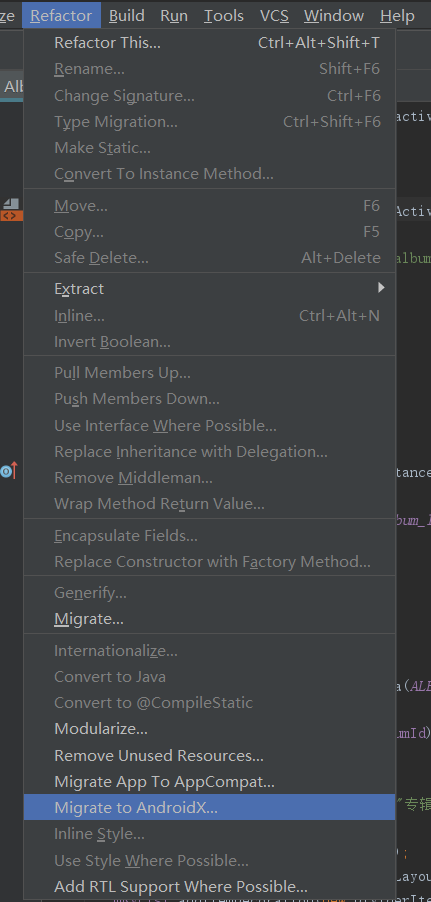 ze Refactor Build Run Tools VCS Window Help
Refactor This... Ctrl+Alt+Shift+T
Rename... Shift+F6
Alb
Change Signature... Ctrl+F6
activ
Type Migration... Ctrl+Shift+F6
Make Static...
Convert To Instance Method...
Move... F6
Activ
Copy... F5
Safe Delete... Alt+Delete
album
Extract
Inline... Ctrl+Alt+N
Invert Boolean...
Pull Members Up...
Push Members Down...
Use Interface Where Possible...
Replace Inheritance with Delegation...
Remove Middleman...
tance
Wrap Method Return Value...
Encapsulate Fields...
Replace Constructor with Factory Method...
Generify...
Migrate...
Internationalize...
Convert to Java
a(ALB
Convert to @CompileStatic
Modularize...
umId)
Remove Unused Resources...
Migrate App To AppCompat...
Migrate to AndroidX...
"专辑
Inline Style...
Use Style Where Possible...
);
Layou
Add RTL Support Where Possible...